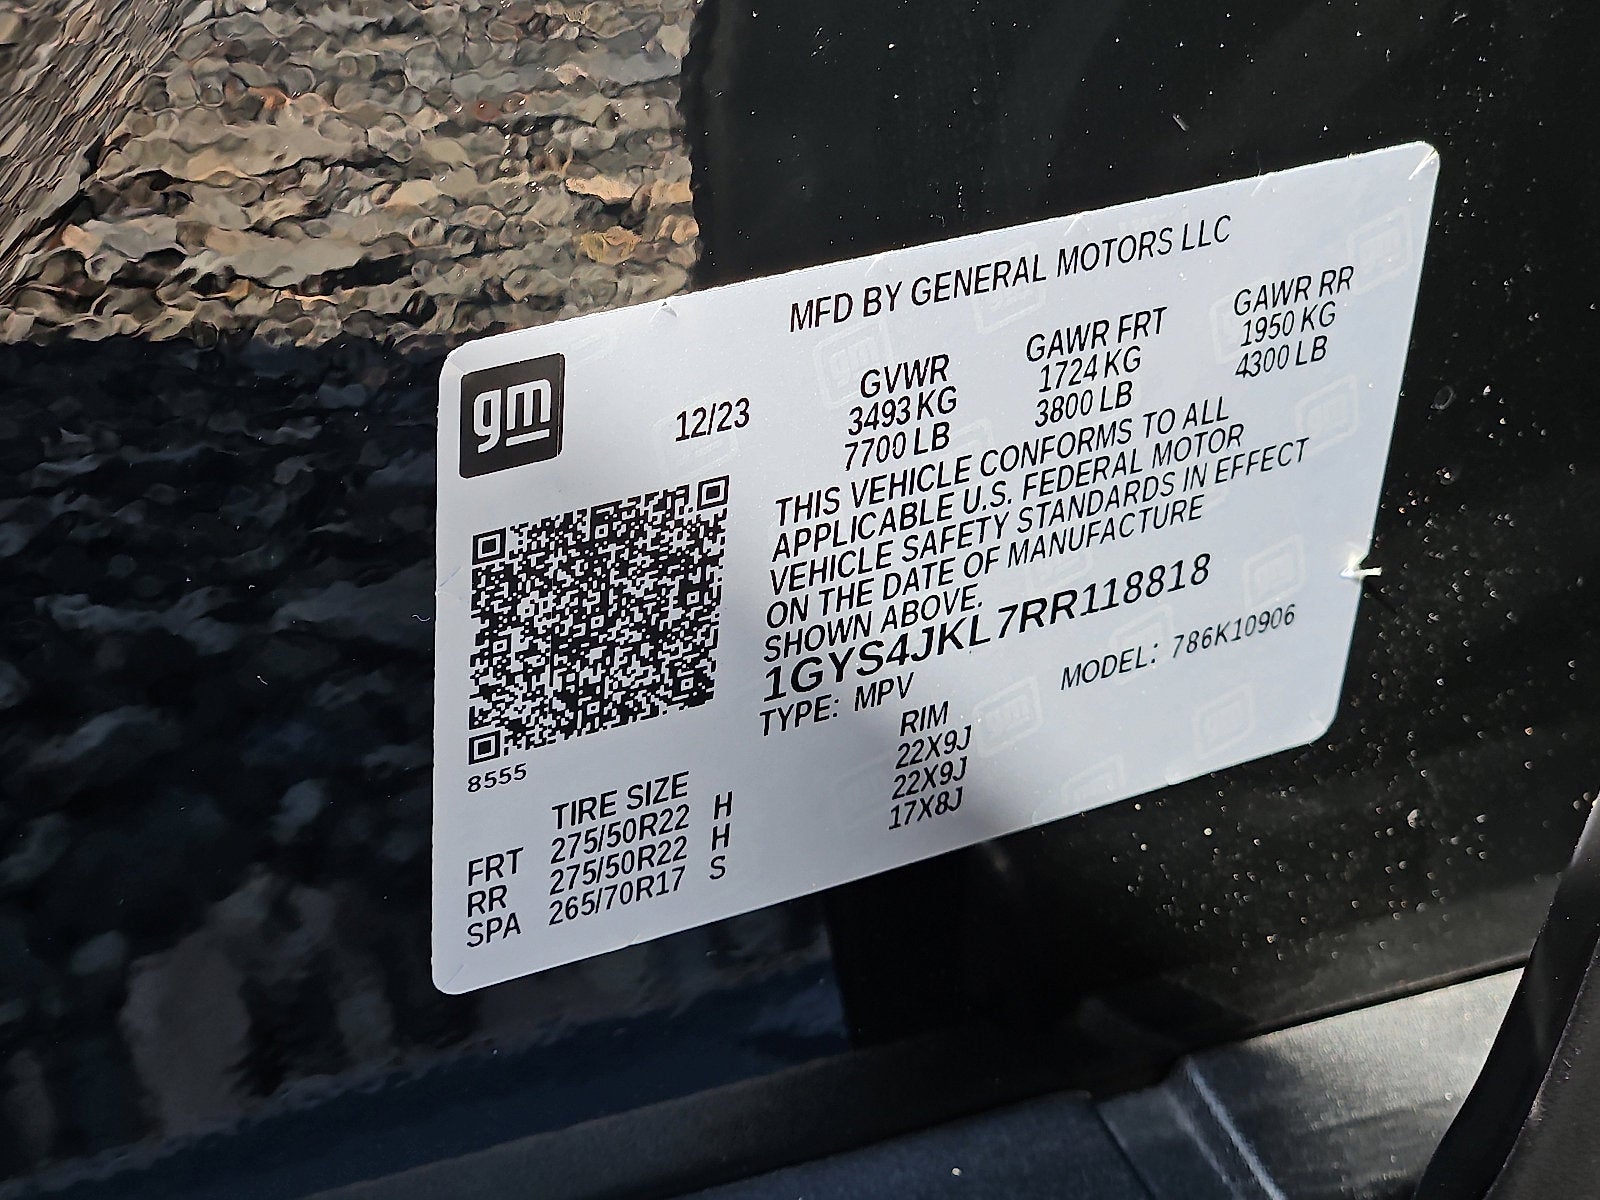 MFD BY GENERAL MOTORS LLC
gm
12/23
GVWR GAWR FRT GAWR RR
3493 KG 1724 KG 1950 KG
7700 LB 3800 LB 4300 LB
THIS VEHICLE CONFORMS TO ALL
APPLICABLE U.S. FEDERAL MOTOR
VEHICLE SAFETY STANDARDS IN EFFECT
ON THE DATE OF MANUFACTURE
SHOWN ABOVE.
1GYS4JKL7RR118818
TYPE: MPV MODEL: 786K10906
8555
TIRE SIZE RIM
FRT 275/50R22 H 22X9J
RR 275/50R22 H 22X9J
SPA 265/70R17 S 17X8J